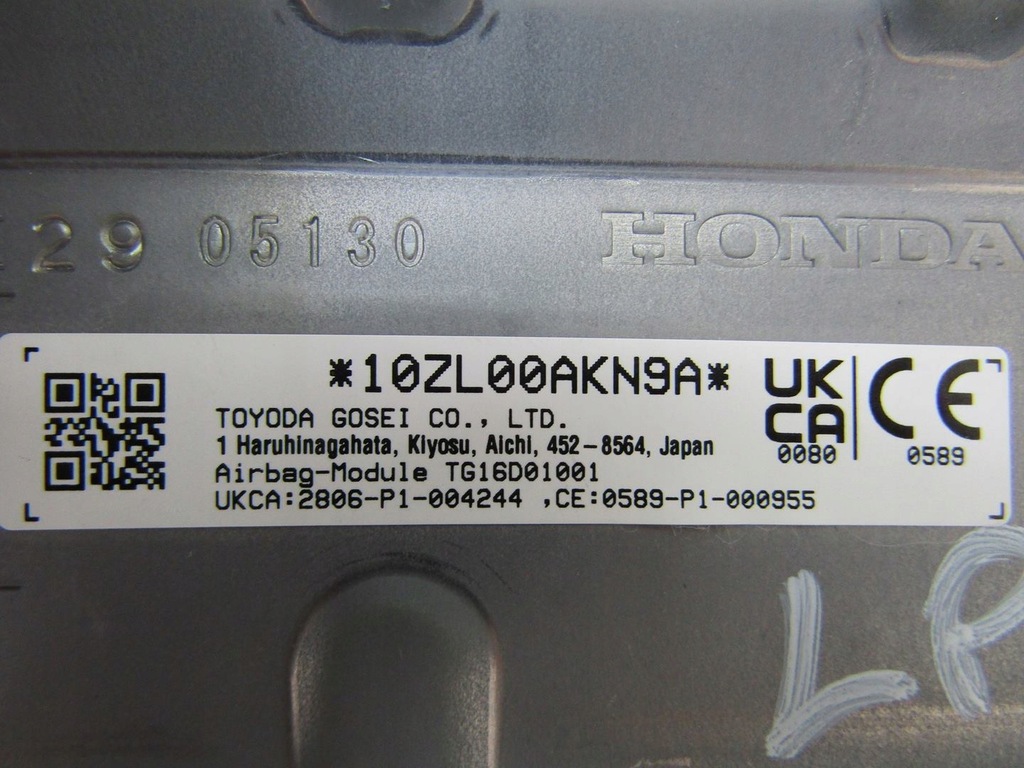 29 05130 HONDA
*10ZL00AKN9A*
TOYODA GOSEI CO., LTD.
1 Haruhinagahata, Kiyosu, Aichi, 452-8564, Japan
Airbag-Module TG16D01001
UKCA:2806-P1-004244 ,CE:0589-P1-000955
UK
CA
0080
CE
0589
LP